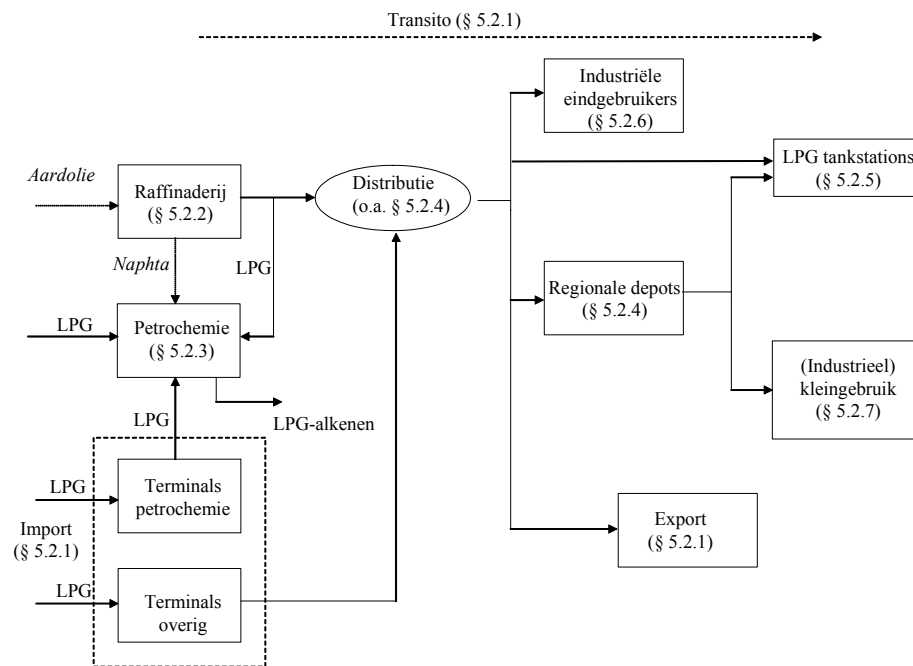 Transito (§ 5.2.1)
Industriële
eindgebruikers
(§ 5.2.6)
LPG tankstations
(§ 5.2.5)
Aardolie
Raffinaderij
(§ 5.2.2)
Distributie
(o.a. § 5.2.4)
Naphta
LPG
Regionale depots
(§ 5.2.4)
LPG
Petrochemie
(§ 5.2.3)
(Industrieel)
kleingebruik
(§ 5.2.7)
LPG-alkenen
LPG
LPG
Terminals
petrochemie
Import
(§ 5.2.1)
Export
(§ 5.2.1)
LPG
Terminals
overig